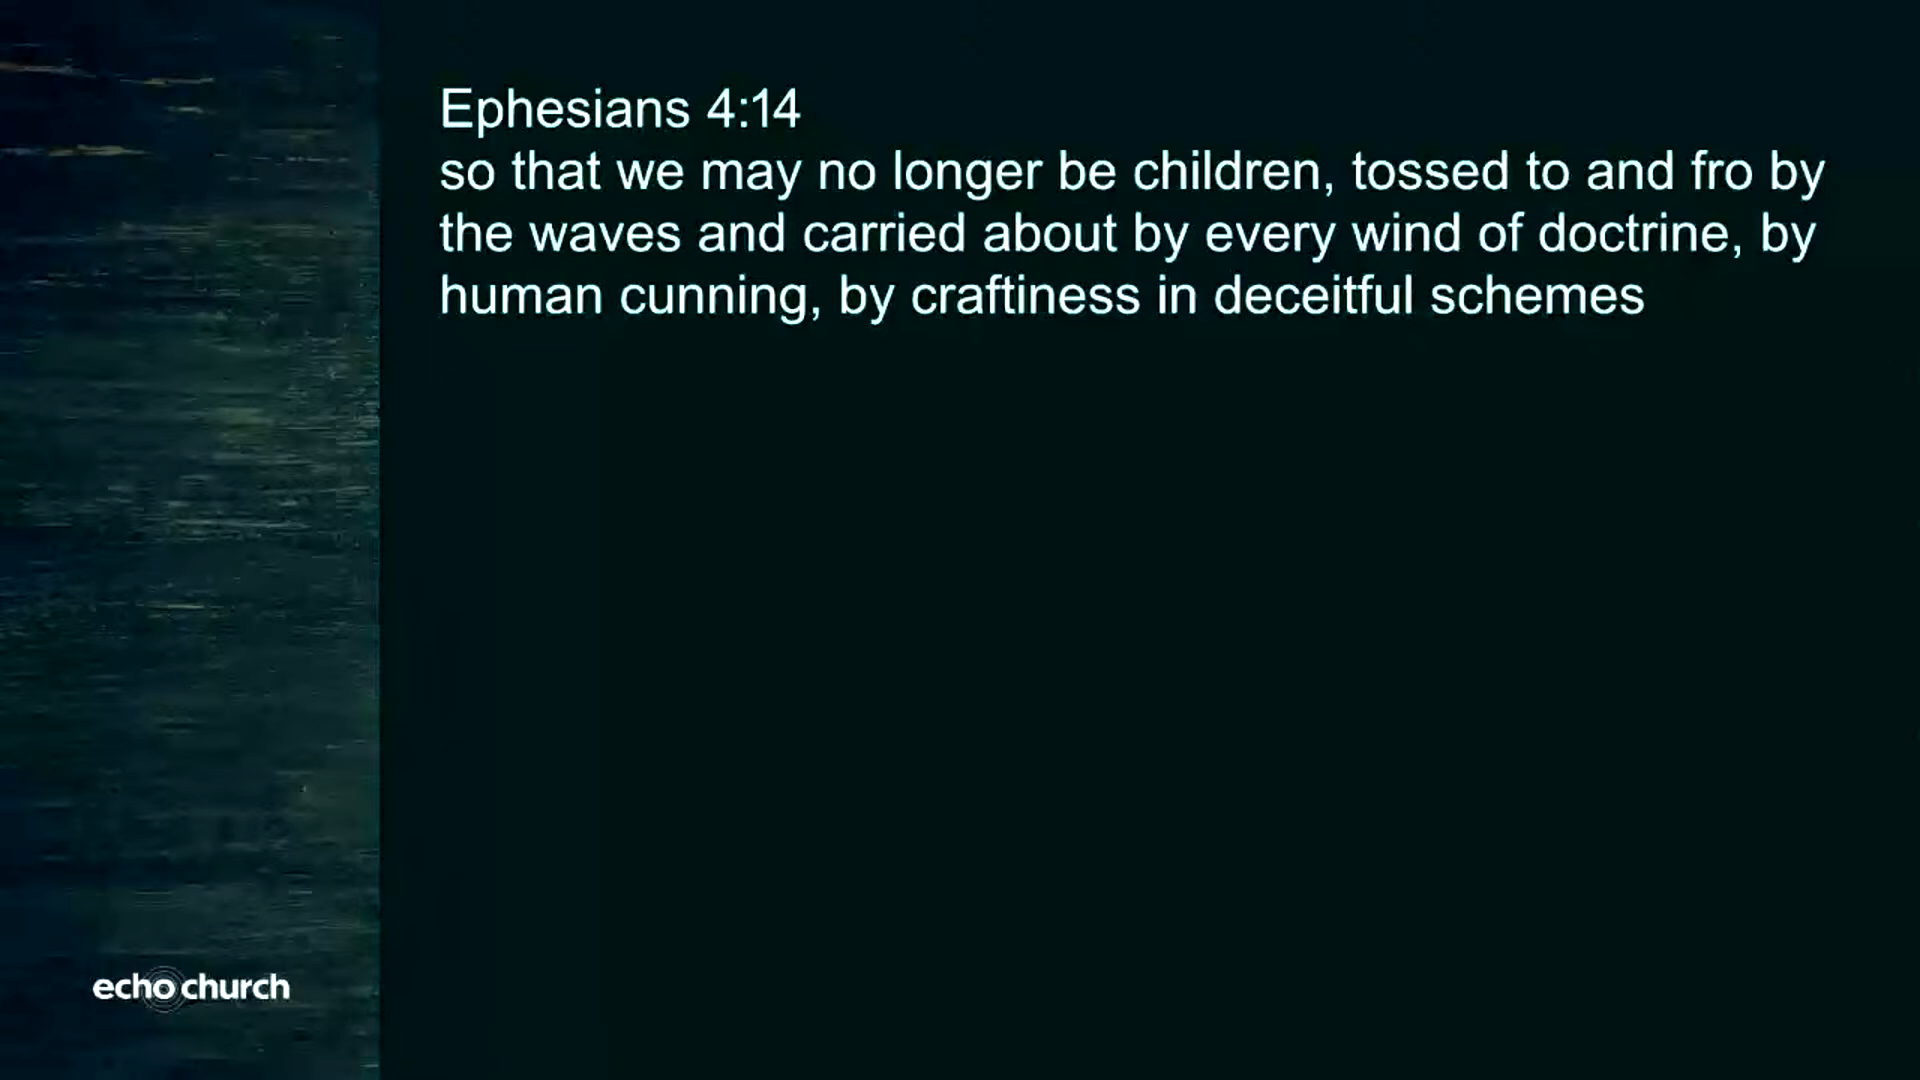 Ephesians 4:14
so that we may no longer be children, tossed to and fro by
the waves and carried about by every wind of doctrine, by
human cunning, by craftiness in deceitful schemes
echo church